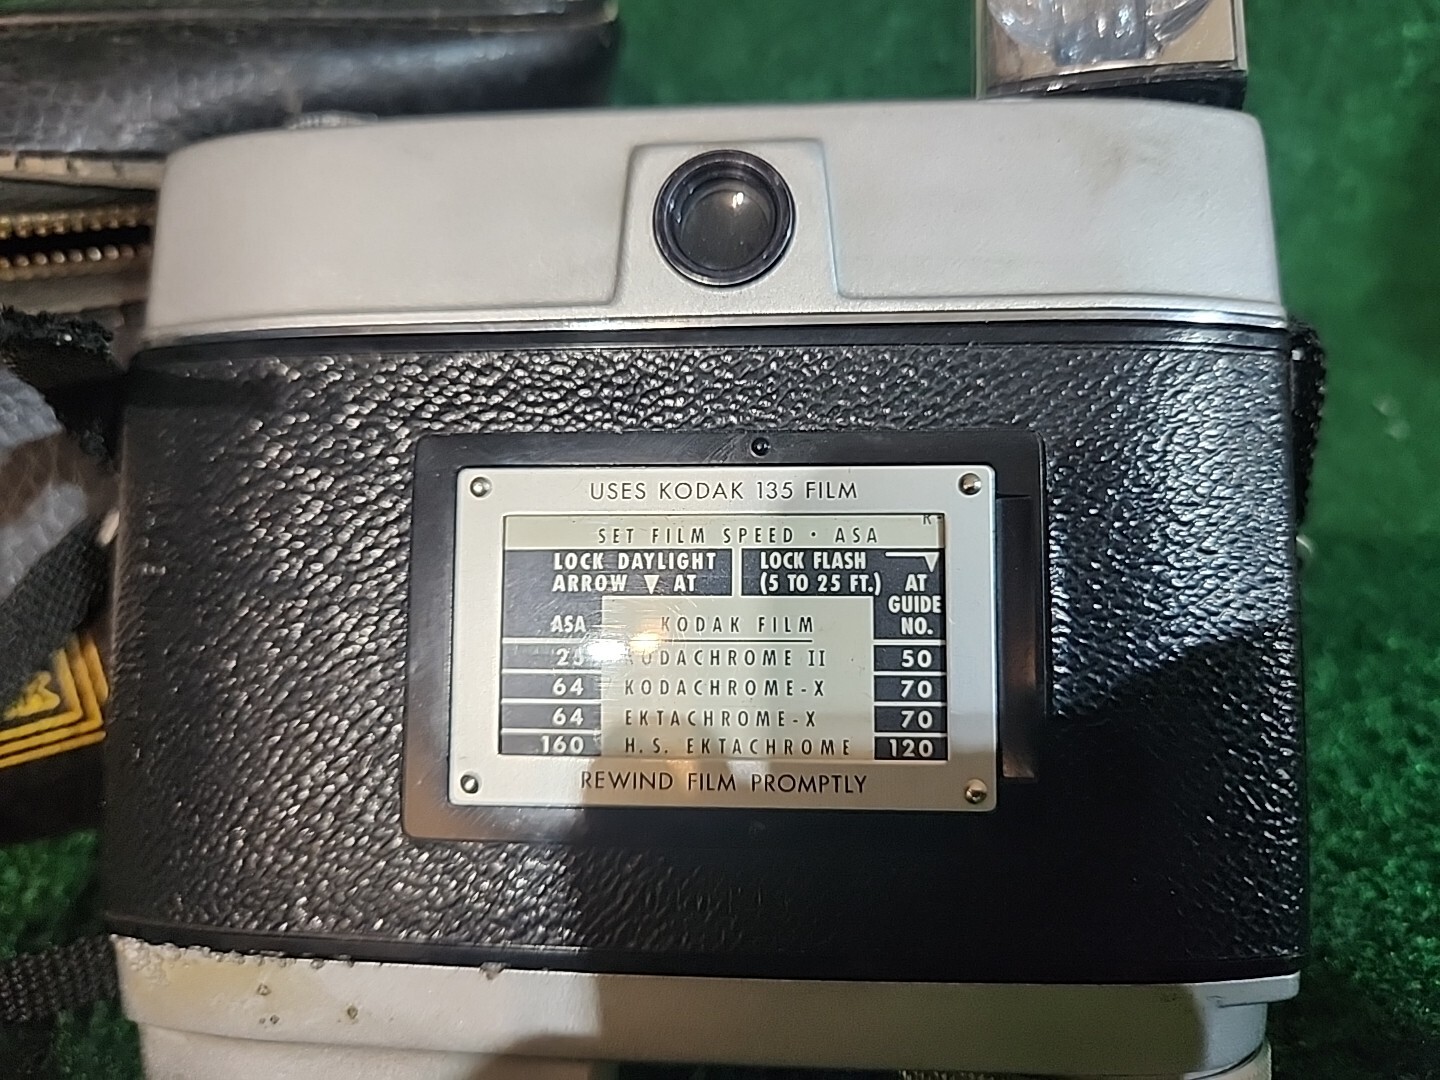 USES KODAK 135 FILM
SET FILM SPEED · ASA
LOCK DAYLIGHT
ARROW ▼ AT
LOCK FLASH ▼
(5 TO 25 FT.) AT
GUIDE
NO.
ASA KODAK FILM
KODACHROME II 50
64 KODACHROME-X 70
64 EKTACHROME-X 70
160 H.S. EKTACHROME 120
REWIND FILM PROMPTLY